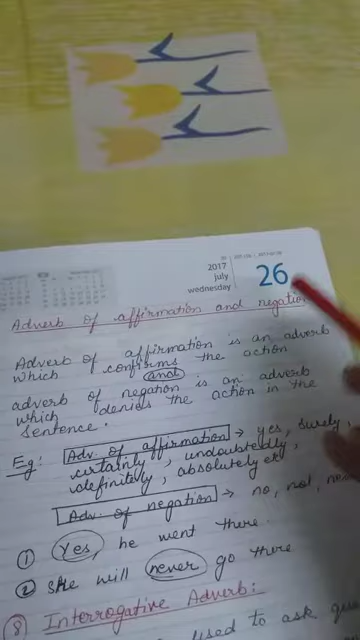 2017
july
wednesday
26
Adverb of affirmation and negation
Adverb of affirmation is an adverb
which confirms the action
and
adverb of negation is an adverb
which denies the action in the
sentence.
Eg: Adv. of affirmation → yes, surely,
certainly, undoubtedly,
definitely, absolutely etc
Adv. of negation → no, not,
① Yes, he went there.
② She will never go there
⑧ Interrogative Adverb:
used to ask